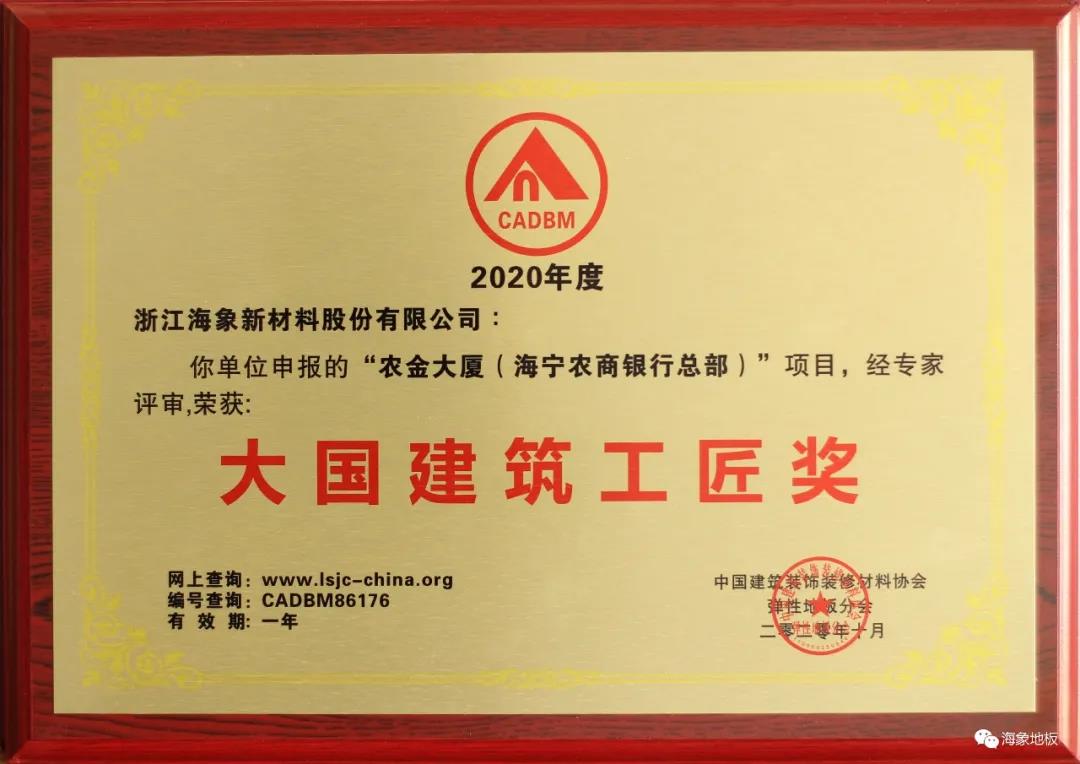 CADBM
2020年度
浙江海象新材料股份有限公司：
你单位申报的“农金大厦（海宁农商银行总部）”项目，经专家
评审,荣获:
大国建筑工匠奖
网上查询：www.lsjc-china.org
编号查询：CADBM86176
有 效 期：一年
中国建筑装饰装修材料协会
弹性地板分会
二零二零年十月
海象地板